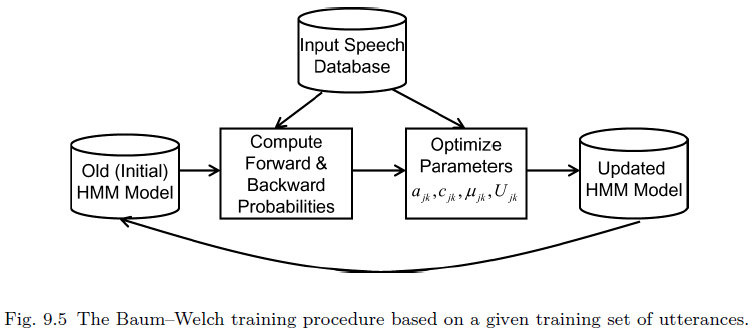 Input Speech
Database
Old (Initial)
HMM Model
Compute
Forward &
Backward
Probabilities
Optimize
Parameters
a_jk, c_jk, μ_jk, U_jk
Updated
HMM Model
Fig. 9.5 The Baum–Welch training procedure based on a given training set of utterances.